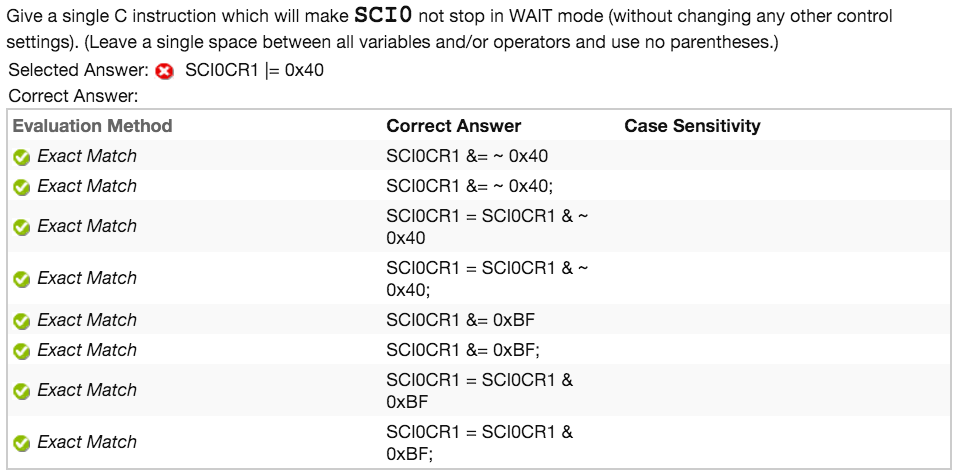 Give a single C instruction which will make SCI0 not stop in WAIT mode (without changing any other control
settings). (Leave a single space between all variables and/or operators and use no parentheses.)
Selected Answer: SCI0CR1 |= 0x40
Correct Answer:
Evaluation Method Correct Answer Case Sensitivity
Exact Match SCI0CR1 &= ~ 0x40
Exact Match SCI0CR1 &= ~ 0x40;
Exact Match SCI0CR1 = SCI0CR1 & ~
0x40
Exact Match SCI0CR1 = SCI0CR1 & ~
0x40;
Exact Match SCI0CR1 &= 0xBF
Exact Match SCI0CR1 &= 0xBF;
Exact Match SCI0CR1 = SCI0CR1 &
0xBF
Exact Match SCI0CR1 = SCI0CR1 &
0xBF;